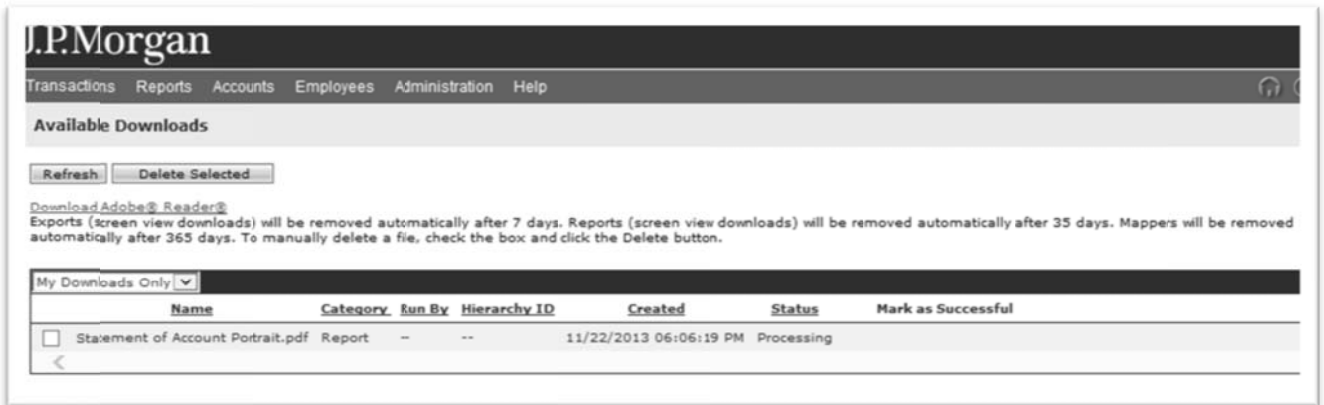 J.P.Morgan
Transactions Reports Accounts Employees Administration Help
Available Downloads
Refresh Delete Selected
Download Adobe® Reader®
Exports (screen view downloads) will be removed automatically after 7 days. Reports (screen view downloads) will be removed automatically after 35 days. Mappers will be removed
automatically after 365 days. To manually delete a file, check the box and click the Delete button.
My Downloads Only
Name Category Run By Hierarchy ID Created Status Mark as Successful
Statement of Account Portrait.pdf Report -- -- 11/22/2013 06:06:19 PM Processing